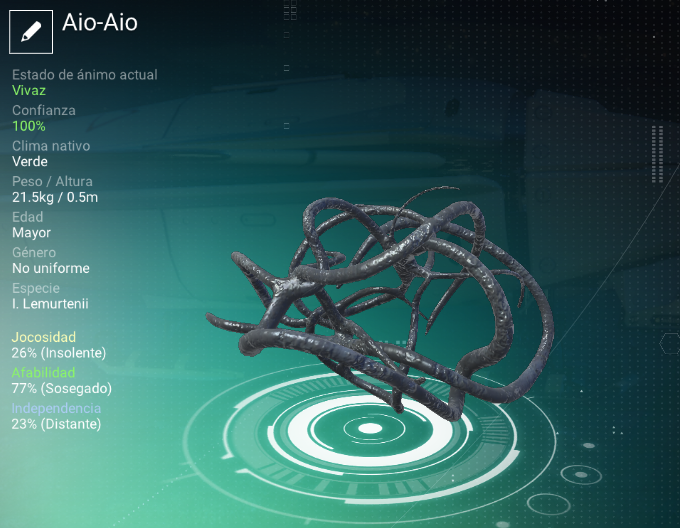 Aio-Aio
Estado de ánimo actual
Vivaz
Confianza
100%
Clima nativo
Verde
Peso / Altura
21.5kg / 0.5m
Edad
Mayor
Género
No uniforme
Especie
I. Lemurtenii
Jocosidad
26% (Insolente)
Afabilidad
77% (Sosegado)
Independencia
23% (Distante)